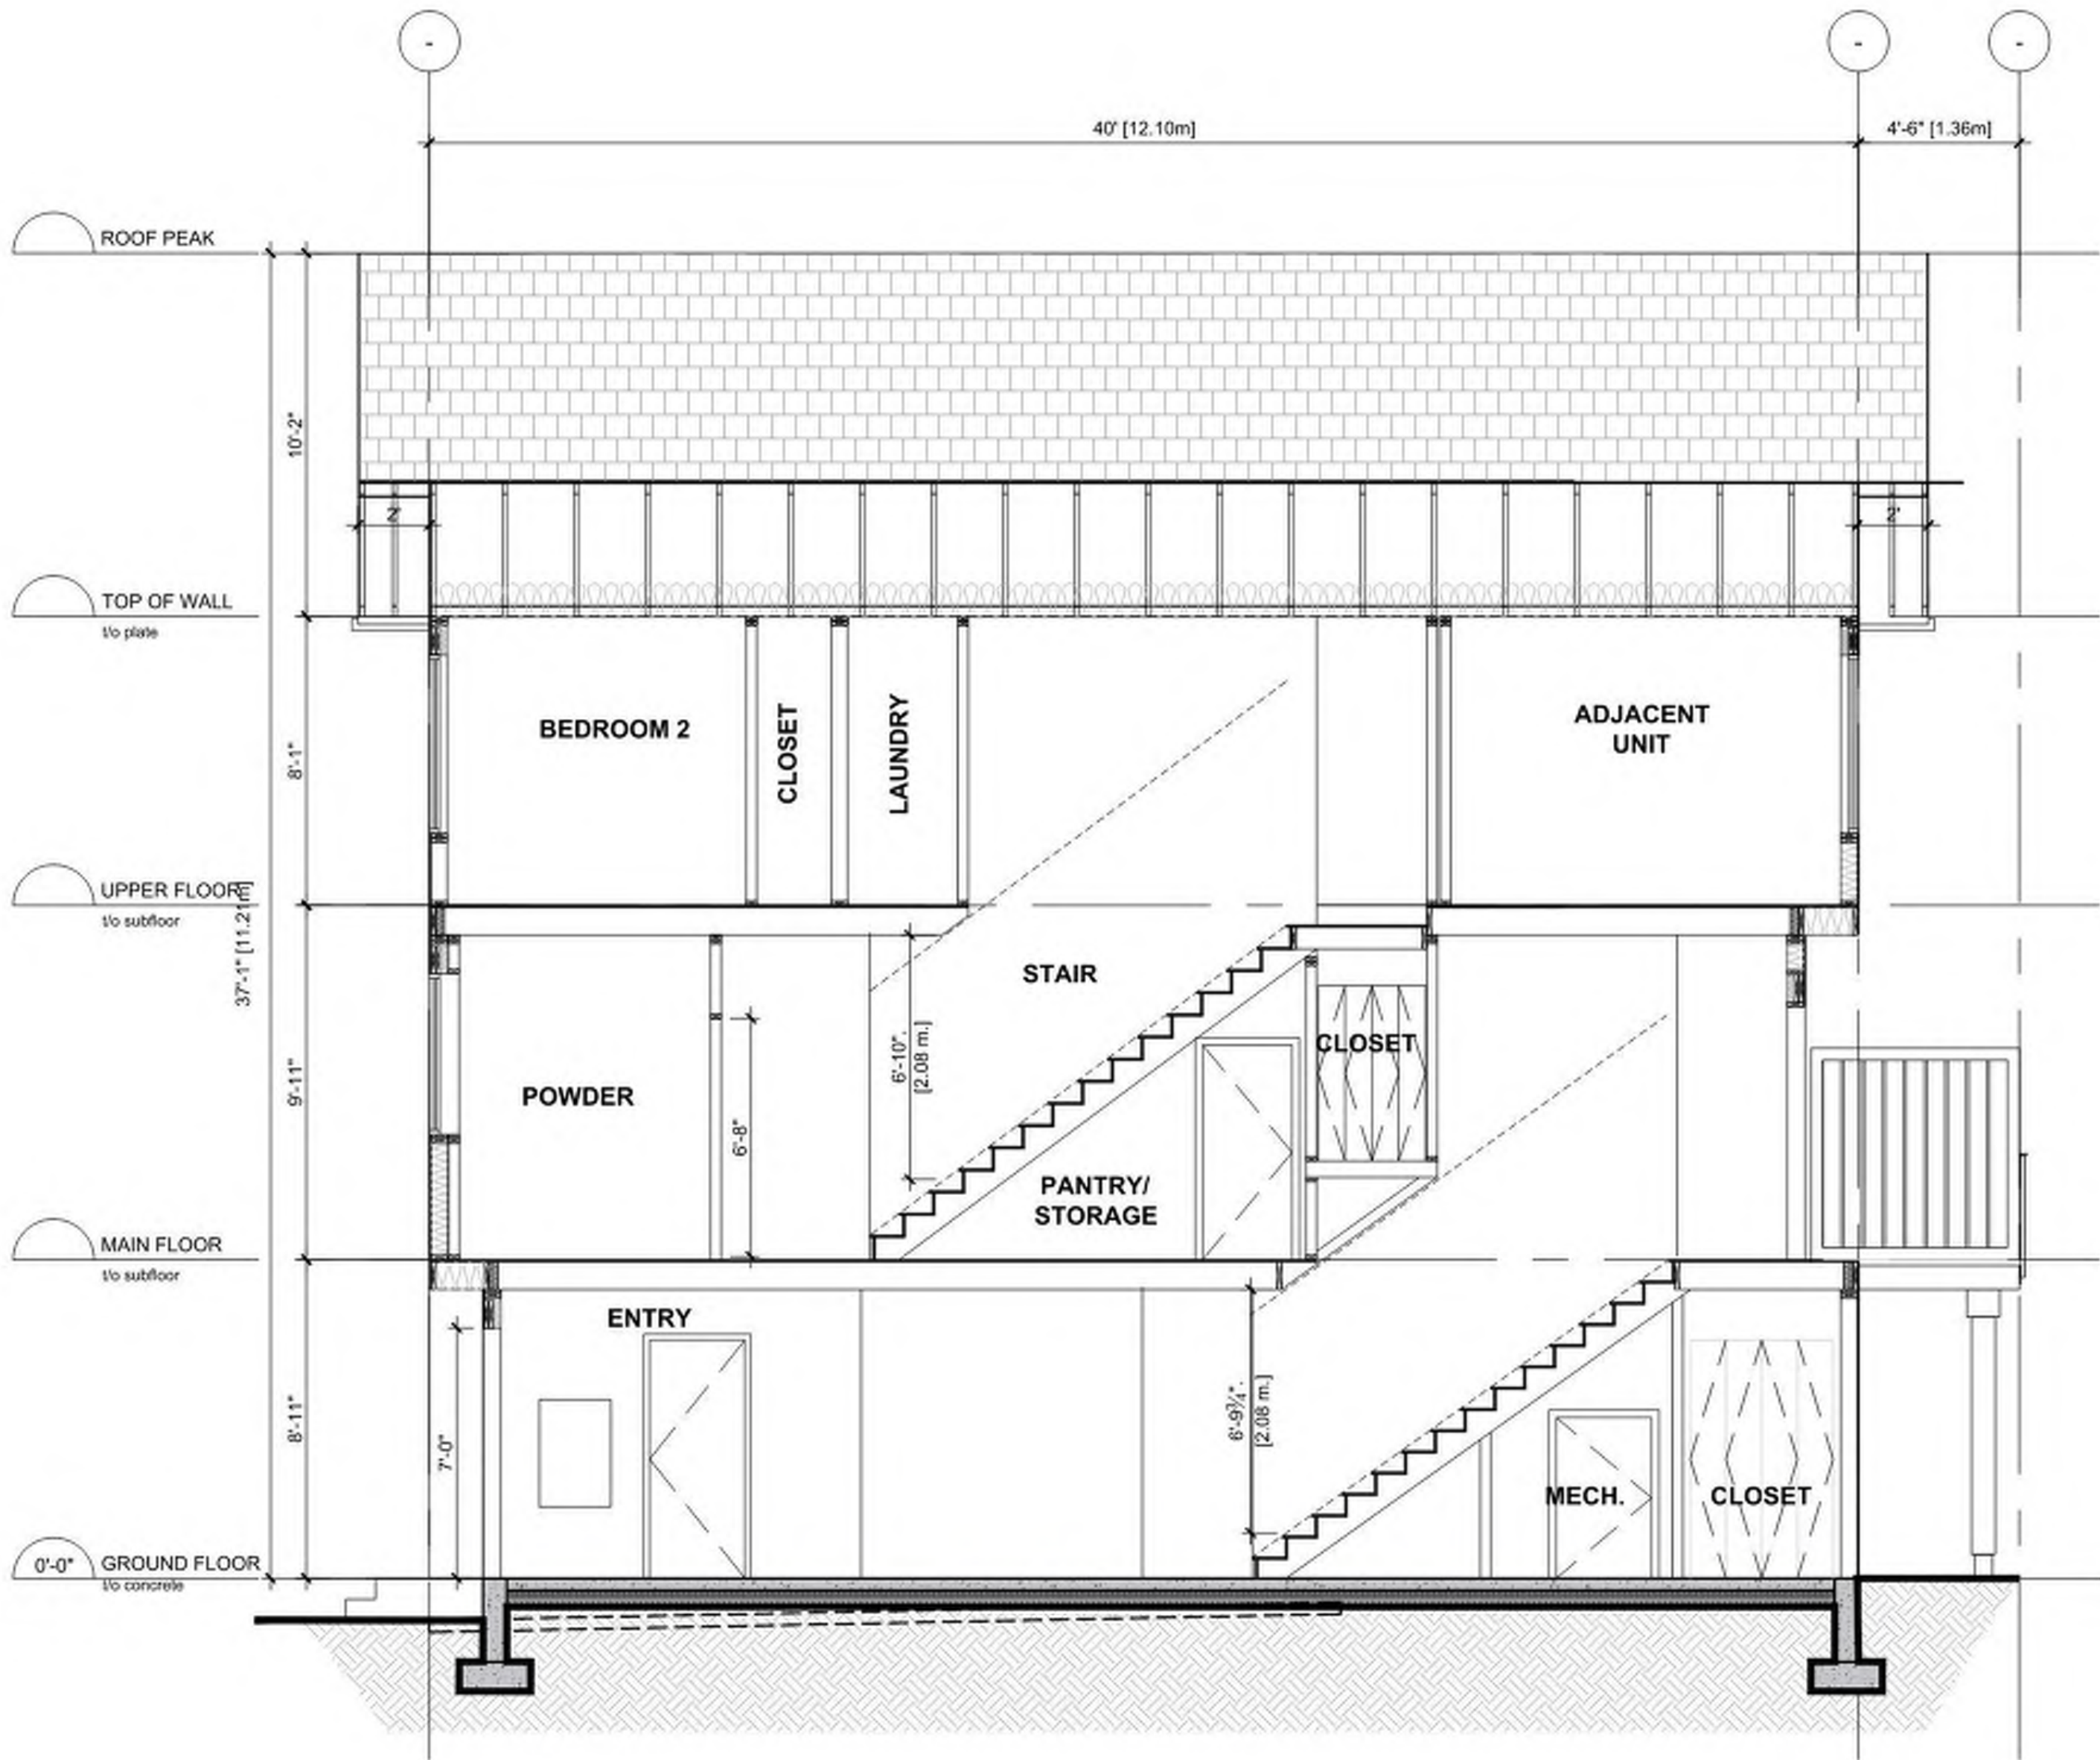 -
-
-
40' [12.10m]
4'-6" [1.36m]
ROOF PEAK
10'-2"
2'
2'
TOP OF WALL
t/o plate
BEDROOM 2
CLOSET
LAUNDRY
ADJACENT
UNIT
8'-1"
UPPER FLOOR
t/o subfloor
37'-1" [11.21m]
STAIR
9'-11"
6'-10".
[2.08 m.]
CLOSET
POWDER
6'-8"
PANTRY/
STORAGE
MAIN FLOOR
t/o subfloor
ENTRY
8'-11"
7'-0"
6'-9¾".
[2.08 m.]
MECH.
CLOSET
0'-0"
GROUND FLOOR
t/o concrete